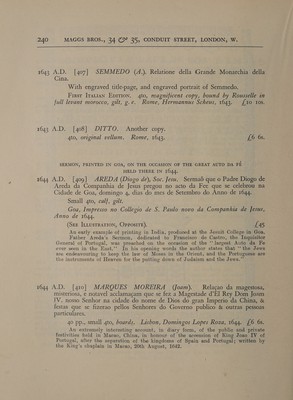 240 MAGGS BROS., 34 & 35, CONDUIT STREET, LONDON, W.
1643 A.D. [407] SEMMEDO (A.). Relatione della Grande Monarchia della
Cina.
With engraved title-page, and engraved portrait of Semmedo.
FIRST ITALIAN EDITION. 4to, magnificent copy, bound by Rousselle in
full levant morocco, gilt, g. e. Rome, Hermannus Scheus, 1643. £10 10s.
1643 A.D. [408] DITTO. Another copy.
4to, original vellum. Rome, 1643. £6 6s.
SERMON, PRINTED IN GOA, ON THE OCCASION OF THE GREAT ACTO DA FÉ
HELD THERE IN 1644.
1644 A.D. [409] AREDA (Diogo de), Soc. Jesu. Sermaõ que o Padre Diogo de
Areda da Companhia de Jesus pregou no acto da Fee que se celebrou na
Cidade de Goa, domingo 4, dias do mes de Setembro do Anno de 1644.
Small 4to, calf, gilt.
Goa, Impresso no Collegio de S. Paulo novo da Companhia de Jesus,
Anno de 1644.
(SEE ILLUSTRATION, OPPOSITE). £45
An early example of printing in India, produced at the Jesuit College in Goa.
Father Areda's Sermon, dedicated to Francisco de Castro, the Inquisitor
General of Portugal, was preached on the occasion of the "largest Acto da Fe
ever seen in the East." In his opening words the author states that "the Jews
are endeavouring to keep the law of Moses in the Orient, and the Portuguese are
the instruments of Heaven for the putting down of Judaism and the Jews."
1644 A.D. [410] MARQUES MOREIRA (Joam). Relaçao da magestosa,
misteriosa, e notavel acclamaçam que se fez a Magestade d'El Rey Dom Joam
IV. nosso Senhor na cidade do nome de Dios do gran Imperio da China, &
festas que se fizerao pellos Senhores do Governo publico & outras pessoas
particulares.
40 pp., small 4to, boards. Lisbon, Domingos Lopes Roza, 1644. £6 6s.
An extremely interesting account, in diary form, of the public and private
festivities held in Macao, China, in honour of the accession of King Joao IV of
Portugal, after the separation of the kingdoms of Spain and Portugal; written by
the King's chaplain in Macao, 20th August, 1642.